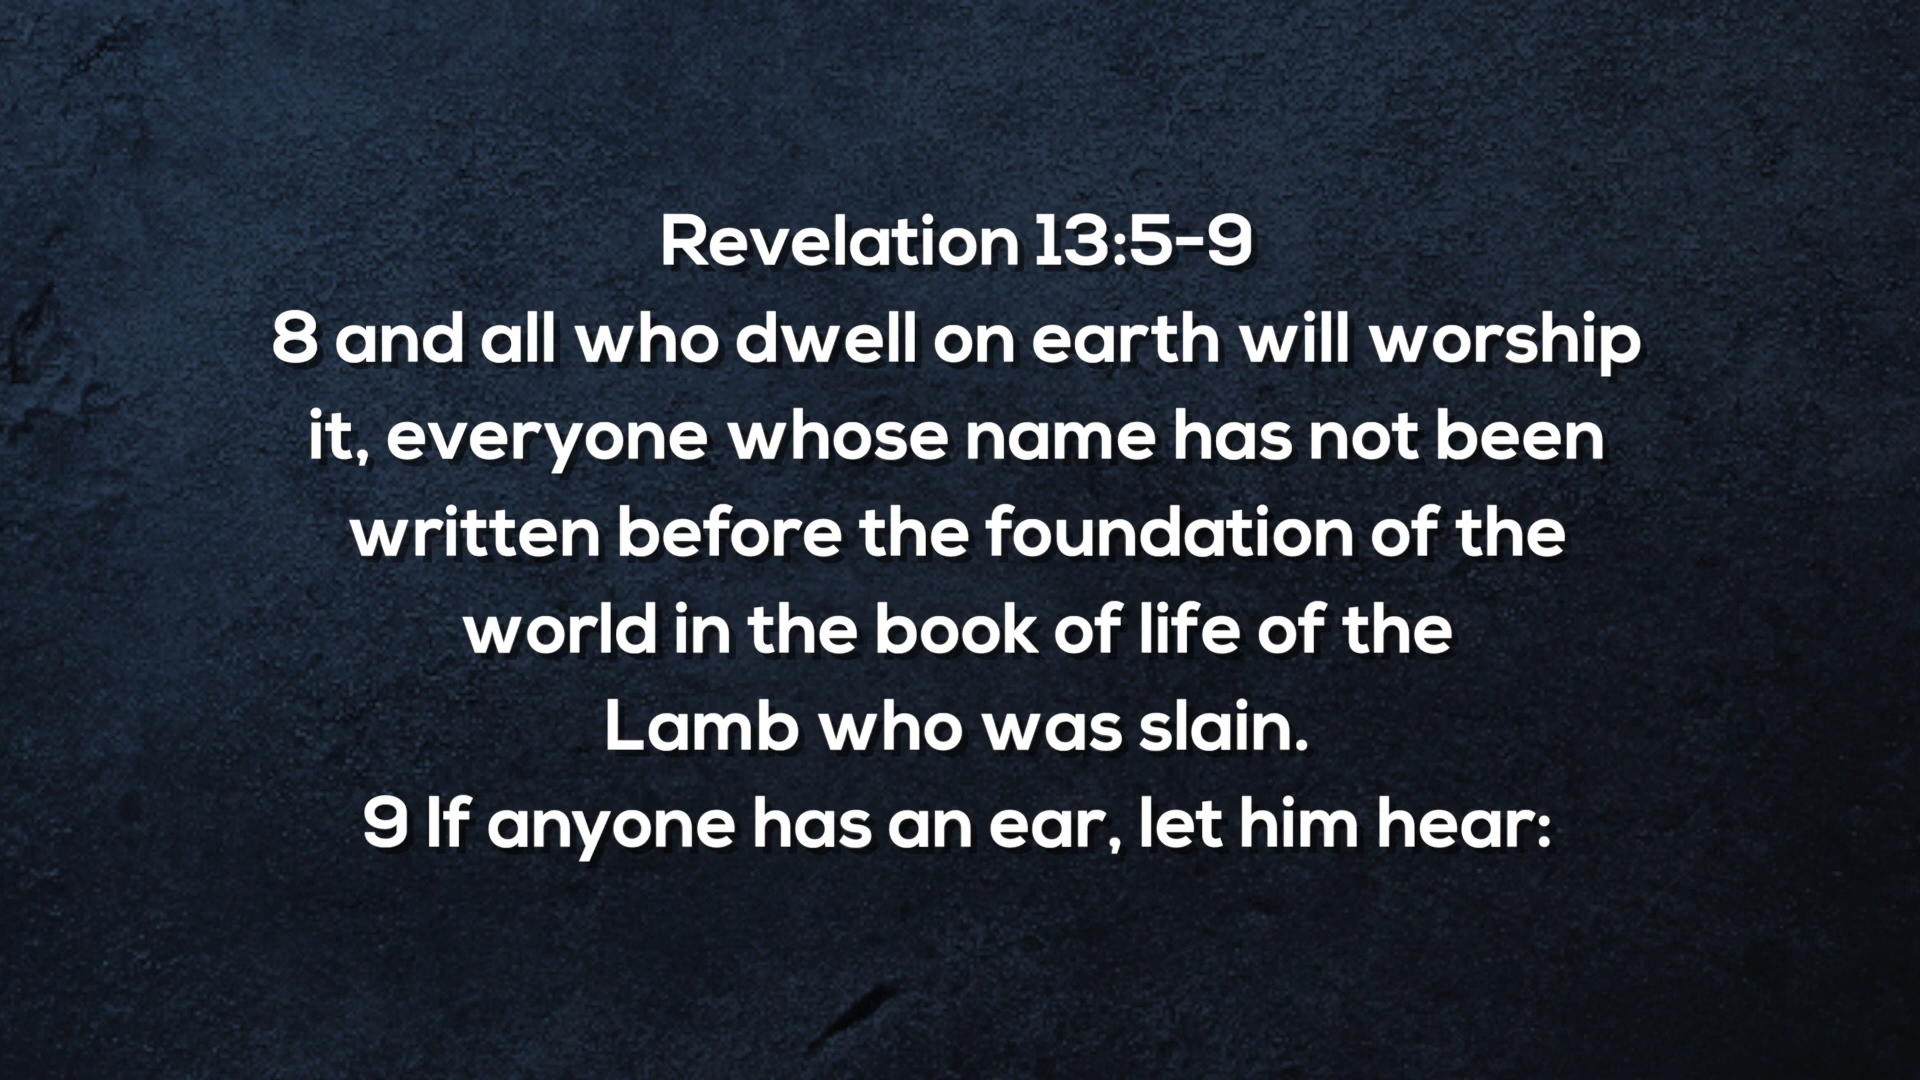 Revelation 13:5-9
8 and all who dwell on earth will worship
it, everyone whose name has not been
written before the foundation of the
world in the book of life of the
Lamb who was slain.
9 If anyone has an ear, let him hear: